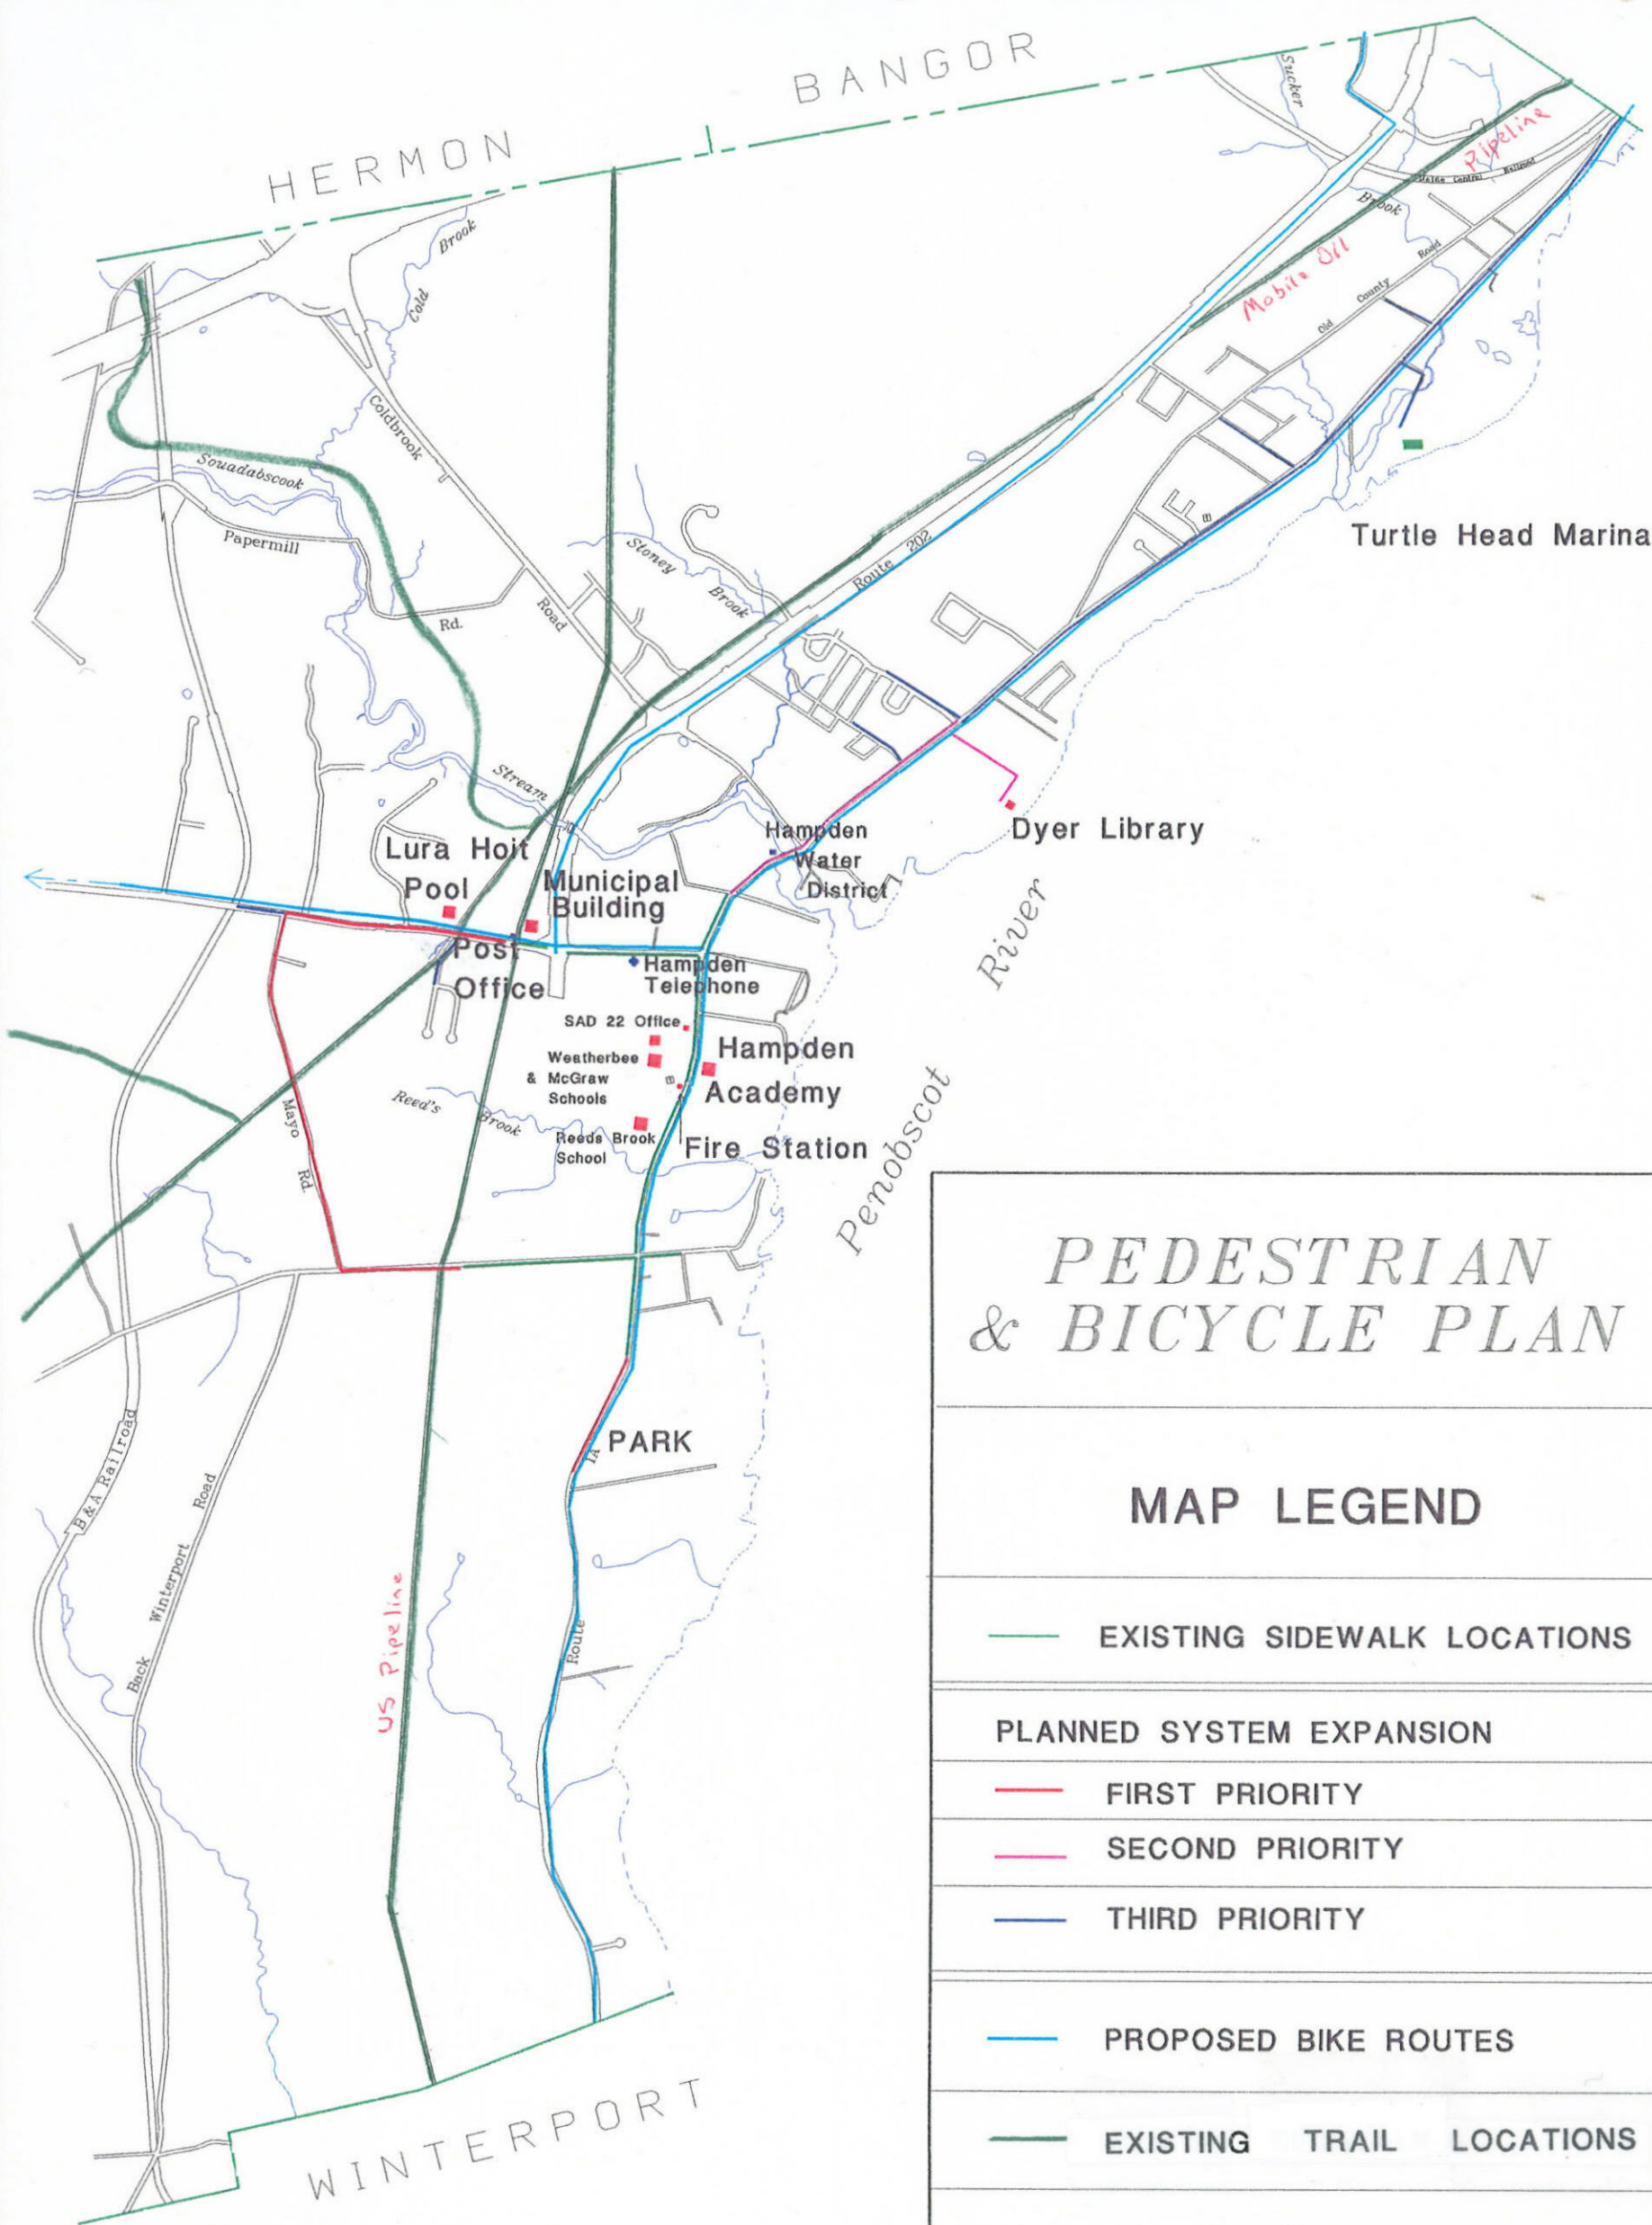 BANGOR
HERMON
Sucker
Pipeline
Maine Central Railroad
Brook
Mobile Oil
Old County Road
Cold Brook
Coldbrook
Road
Souadabscook
Stream
Papermill
Rd.
Turtle Head Marina
Stoney
Brook
Route 202
Dyer Library
Hampden
Water
District
Lura Hoit
Pool
Municipal
Building
Post
Office
Hampden
Telephone
SAD 22 Office
Weatherbee
& McGraw
Schools
Hampden
Academy
Reeds Brook
School
Fire Station
Reed's
Brook
Mayo
Rd.
Penobscot River
PARK
1A
Route
B&A Railroad
Back Winterport Road
US Pipeline
WINTERPORT
PEDESTRIAN
& BICYCLE PLAN
MAP LEGEND
EXISTING SIDEWALK LOCATIONS
PLANNED SYSTEM EXPANSION
FIRST PRIORITY
SECOND PRIORITY
THIRD PRIORITY
PROPOSED BIKE ROUTES
EXISTING TRAIL LOCATIONS